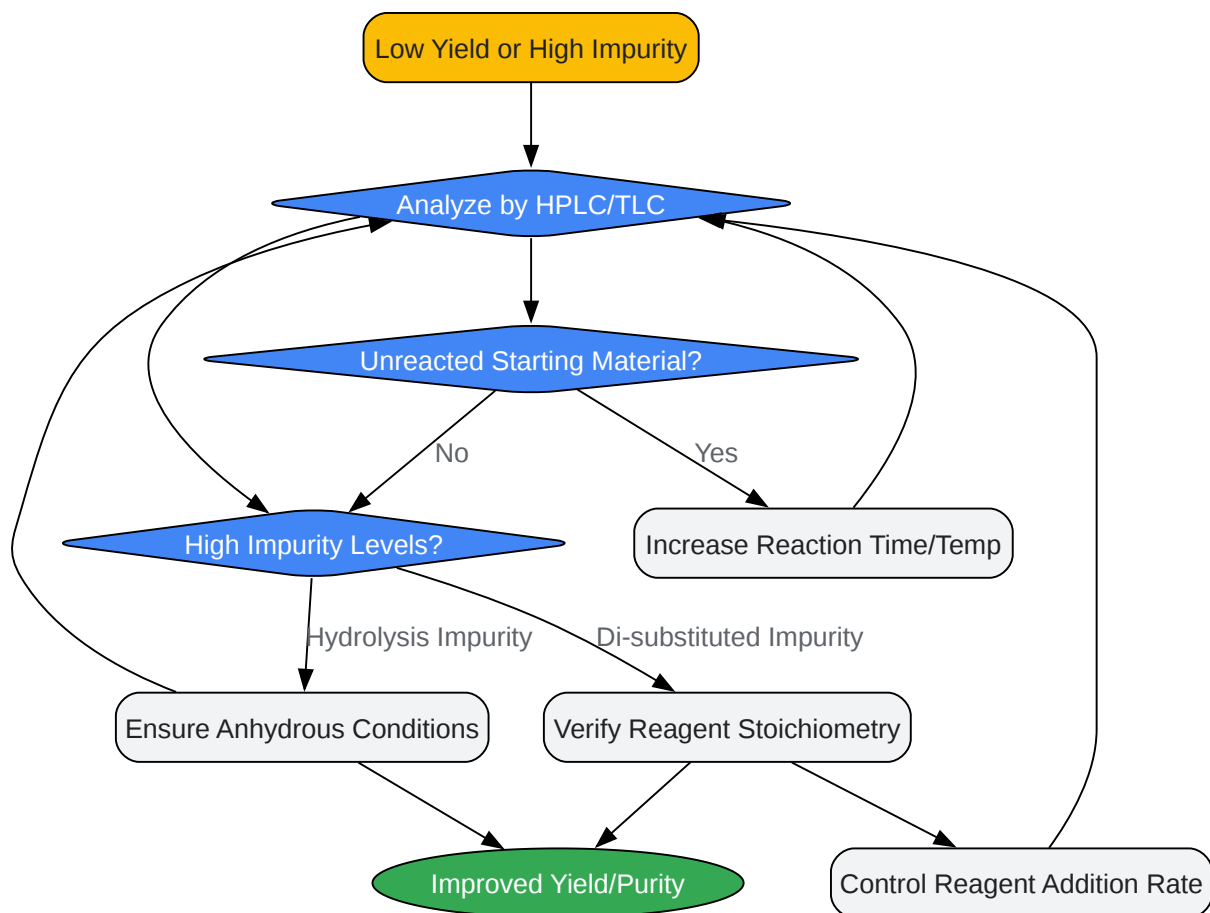 Low Yield or High Impurity
Analyze by HPLC/TLC
Unreacted Starting Material?
No
Yes
High Impurity Levels?
Increase Reaction Time/Temp
Hydrolysis Impurity
Di-substituted Impurity
Ensure Anhydrous Conditions
Verify Reagent Stoichiometry
Improved Yield/Purity
Control Reagent Addition Rate